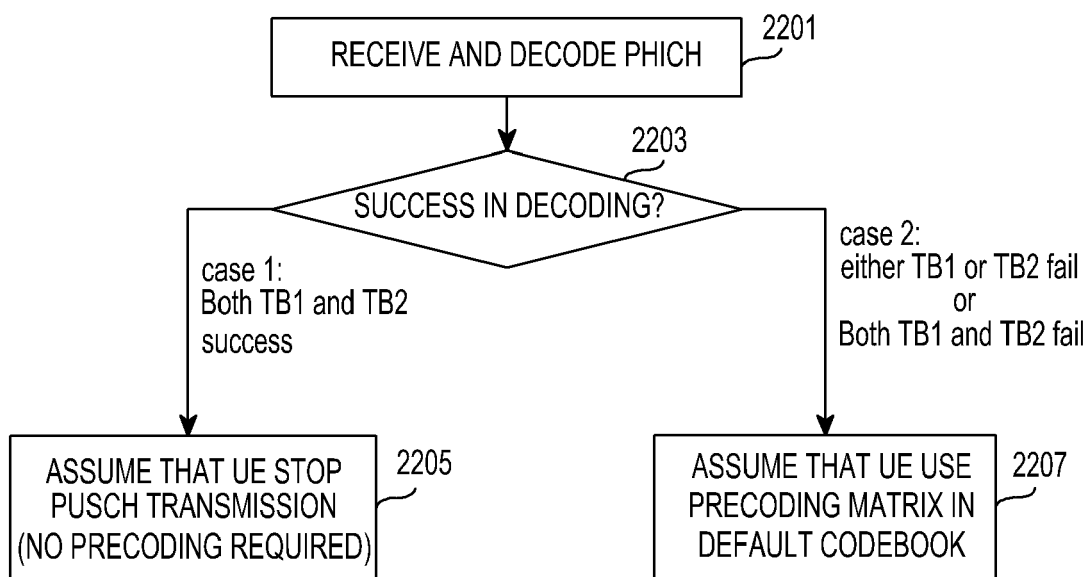 2201
RECEIVE AND DECODE PHICH
2203
SUCCESS IN DECODING?
case 1:
Both TB1 and TB2
success
case 2:
either TB1 or TB2 fail
or
Both TB1 and TB2 fail
ASSUME THAT UE STOP
PUSCH TRANSMISSION
(NO PRECODING REQUIRED)
2205
ASSUME THAT UE USE
PRECODING MATRIX IN
DEFAULT CODEBOOK
2207